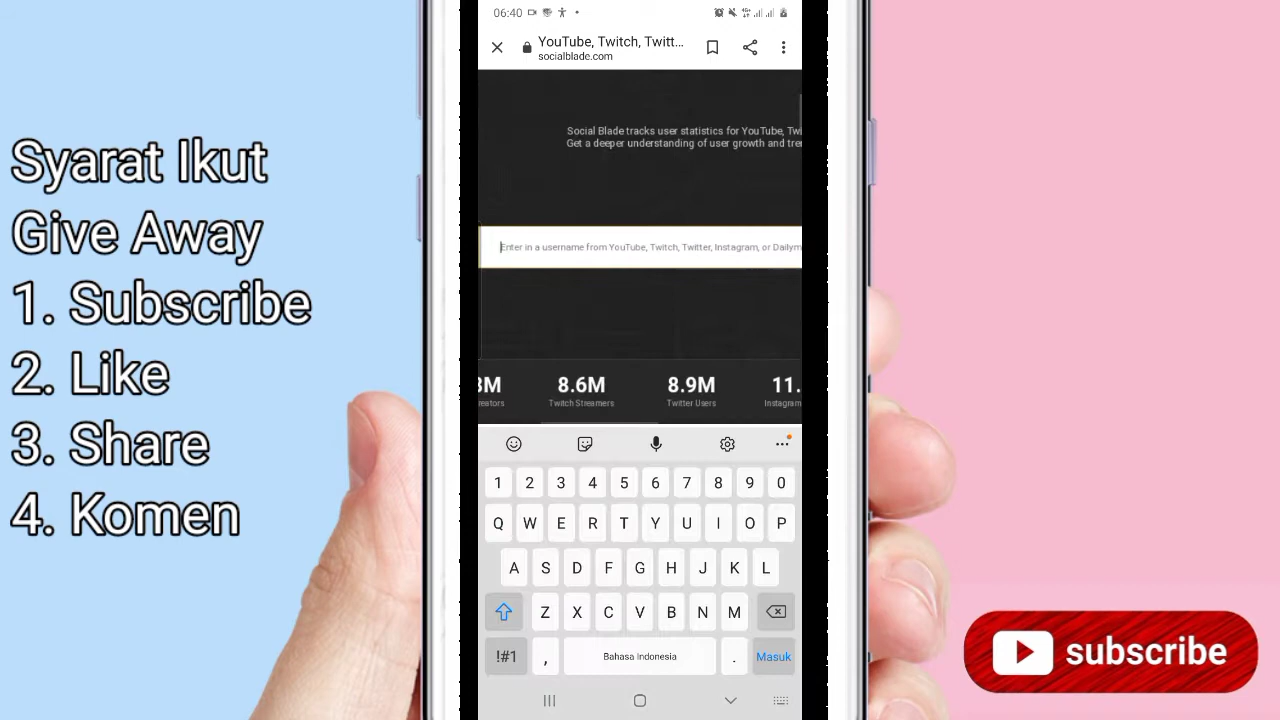 Syarat Ikut
Give Away
1. Subscribe
2. Like
3. Share
4. Komen
06:40
YouTube, Twitch, Twitt...
socialblade.com
Social Blade tracks user statistics for YouTube, Twi
Get a deeper understanding of user growth and tre
Enter in a username from YouTube, Twitch, Twitter, Instagram, or Dailym
8M 8.6M 8.9M 11.
reators Twitch Streamers Twitter Users Instagram
1 2 3 4 5 6 7 8 9 0
Q W E R T Y U I O P
A S D F G H J K L
Z X C V B N M
!#1 , Bahasa Indonesia . Masuk
subscribe